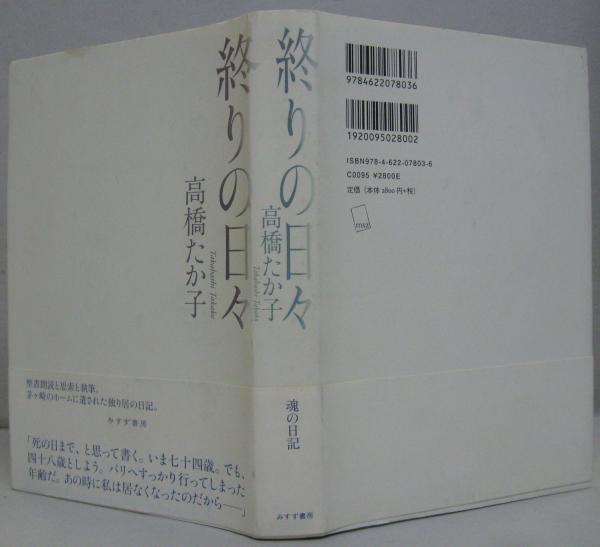 終りの日々
高橋たか子
Takahashi Takako
聖書朗読と思索と執筆。
茅ヶ崎のホームに遺された独り居の日記。
みすず書房
「死の日まで、と思って書く。いま七十四歳。でも、
四十八歳としよう。パリへすっかり行ってしまった
年齢だ。あの時に私は居なくなったのだから――」
終りの日々
高橋たか子
Takahashi Takako
魂の日記
みすず書房
9784622078036
1920095028002
ISBN978-4-622-07803-6
C0095 ¥2800E
定価（本体 2800 円+税）
msz